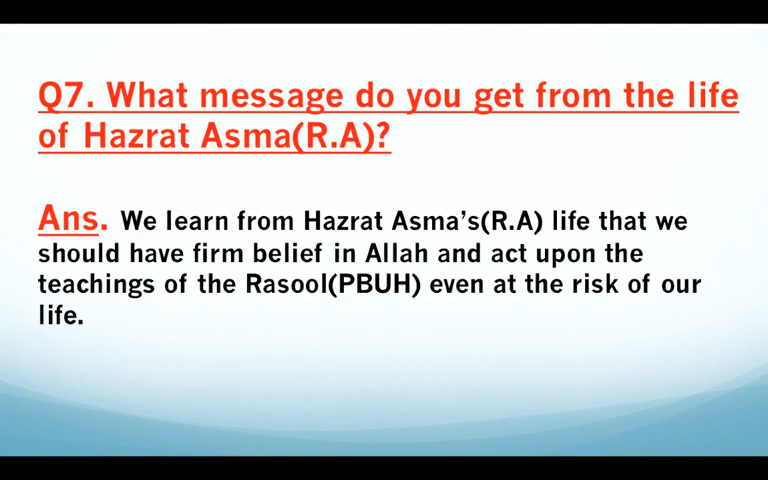 Q7. What message do you get from the life
of Hazrat Asma(R.A)?
Ans. We learn from Hazrat Asma’s(R.A) life that we
should have firm belief in Allah and act upon the
teachings of the Rasool(PBUH) even at the risk of our
life.